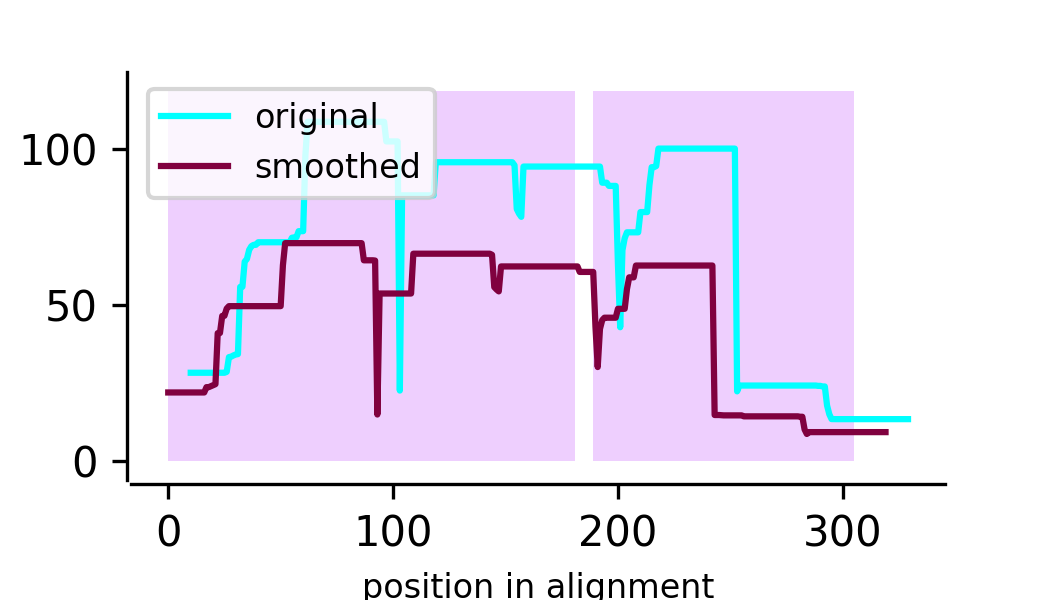 original
smoothed
100
50
0
0 100 200 300
position in alignment